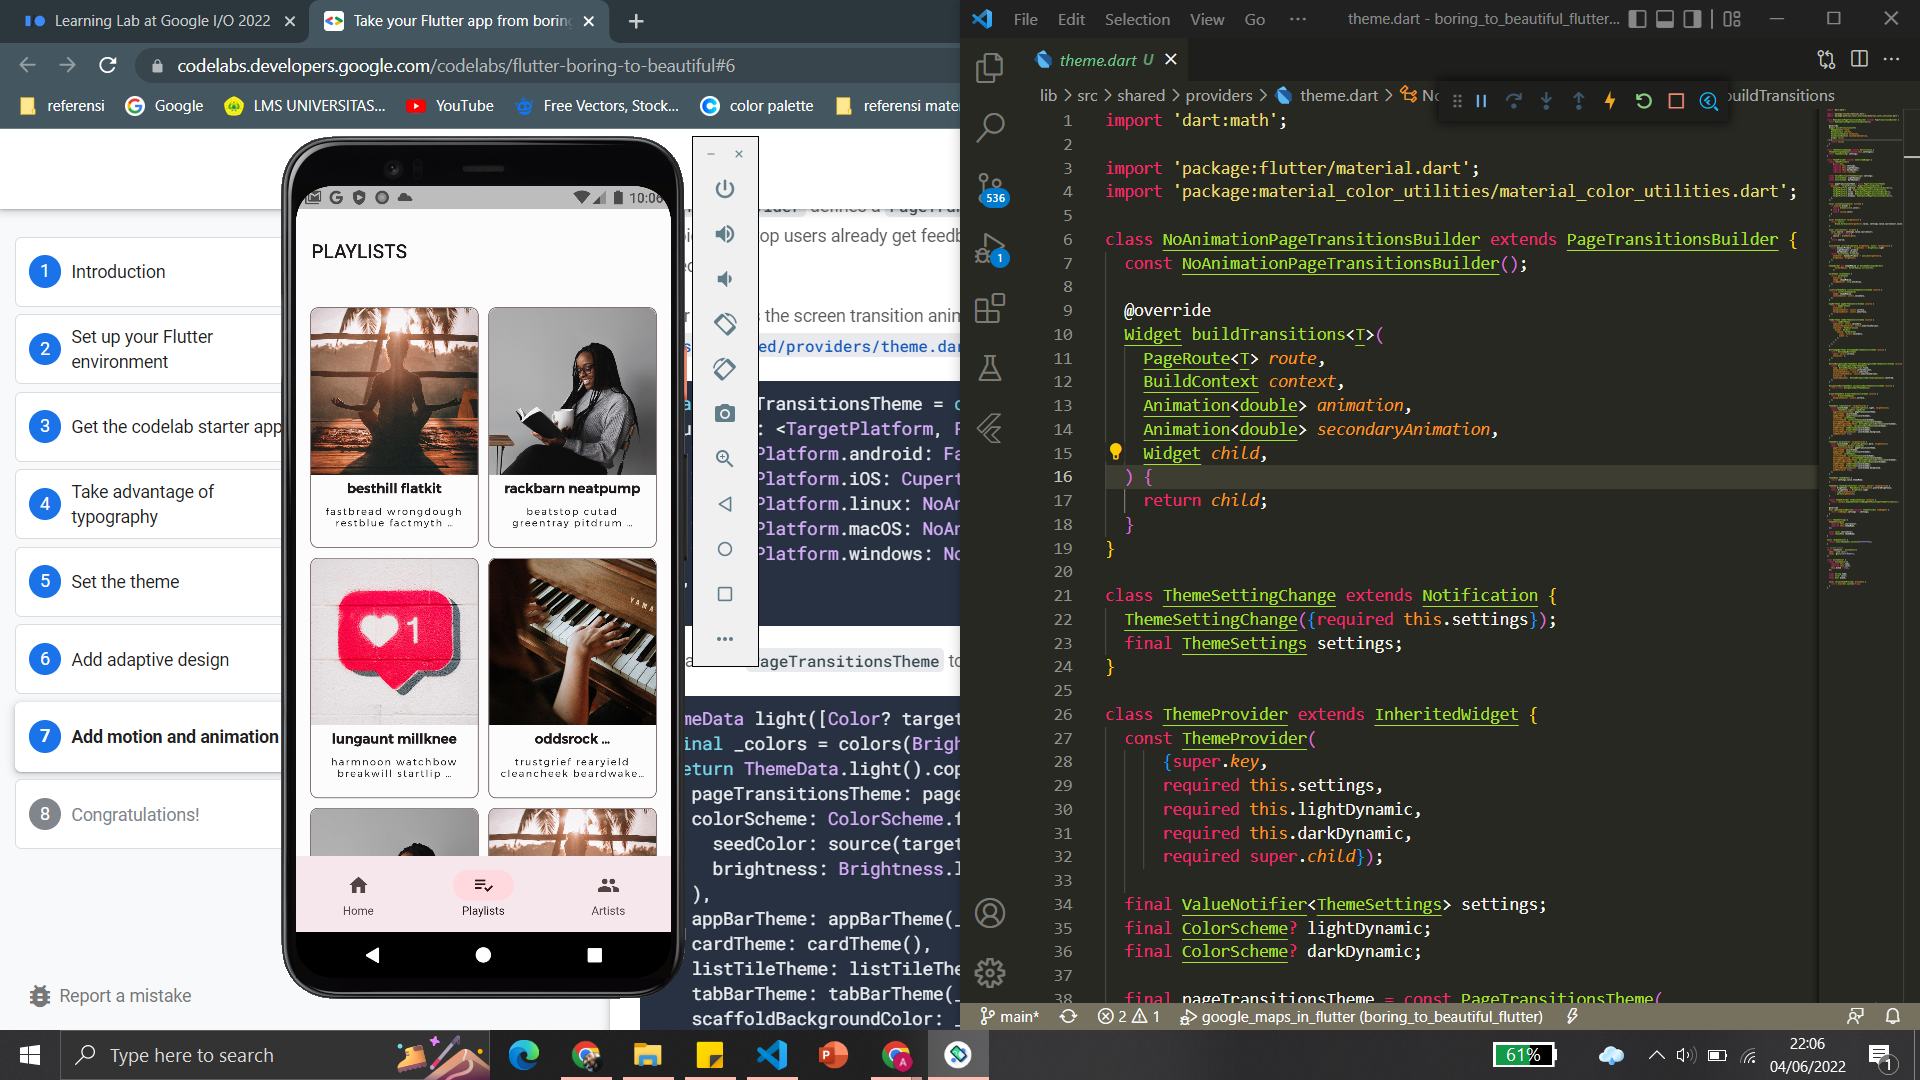 Learning Lab at Google I/O 2022
Take your Flutter app from boring
codelabs.developers.google.com/codelabs/flutter-boring-to-beautiful#6
referensi
Google
LMS UNIVERSITAS...
YouTube
Free Vectors, Stock...
color palette
referensi mate
1 Introduction
2 Set up your Flutter
environment
3 Get the codelab starter app
4 Take advantage of
typography
5 Set the theme
6 Add adaptive design
7 Add motion and animation
8 Congratulations!
Report a mistake
10:06
PLAYLISTS
besthill flatkit
fastbread wrongdough
restblue factmyth ...
rackbarn neatpump
beatstop cutad
greentray pitdrum ...
1
lungaunt millknee
harmnoon watchbow
breakwill startlip ...
YAMA
oddsrock ...
trustgrief rearyield
cleancheek beardwake...
Home
Playlists
Artists
op users already get feedb
the screen transition anim
ed/providers/theme.dar
TransitionsTheme = c
: <TargetPlatform, P
Platform.android: Fa
Platform.iOS: Cupert
Platform.linux: NoAn
Platform.macOS: NoAn
Platform.windows: No
ageTransitionsTheme to
meData light([Color? target
inal _colors = colors(Brigh
eturn ThemeData.light().cop
pageTransitionsTheme: page
colorScheme: ColorScheme.f
seedColor: source(target
brightness: Brightness.l
),
appBarTheme: appBarTheme(_
cardTheme: cardTheme(),
listTileTheme: listTileThe
tabBarTheme: tabBarTheme(_
scaffoldBackgroundColor: _
File Edit Selection View Go ...
theme.dart - boring_to_beautiful_flutter...
theme.dart U
lib > src > shared > providers > theme.dart > No
buildTransitions
536
1
1 import 'dart:math';
2
3 import 'package:flutter/material.dart';
4 import 'package:material_color_utilities/material_color_utilities.dart';
5
6 class NoAnimationPageTransitionsBuilder extends PageTransitionsBuilder {
7 const NoAnimationPageTransitionsBuilder();
8
9 @override
10 Widget buildTransitions<T>(
11 PageRoute<T> route,
12 BuildContext context,
13 Animation<double> animation,
14 Animation<double> secondaryAnimation,
15 Widget child,
16 ) {
17 return child;
18 }
19 }
20
21 class ThemeSettingChange extends Notification {
22 ThemeSettingChange({required this.settings});
23 final ThemeSettings settings;
24 }
25
26 class ThemeProvider extends InheritedWidget {
27 const ThemeProvider(
28 {super.key,
29 required this.settings,
30 required this.lightDynamic,
31 required this.darkDynamic,
32 required super.child});
33
34 final ValueNotifier<ThemeSettings> settings;
35 final ColorScheme? lightDynamic;
36 final ColorScheme? darkDynamic;
37
38 final pageTransitionsTheme = const PageTransitionsTheme(
main* 2 1 google_maps_in_flutter (boring_to_beautiful_flutter)
Type here to search
61%
22:06
04/06/2022
1